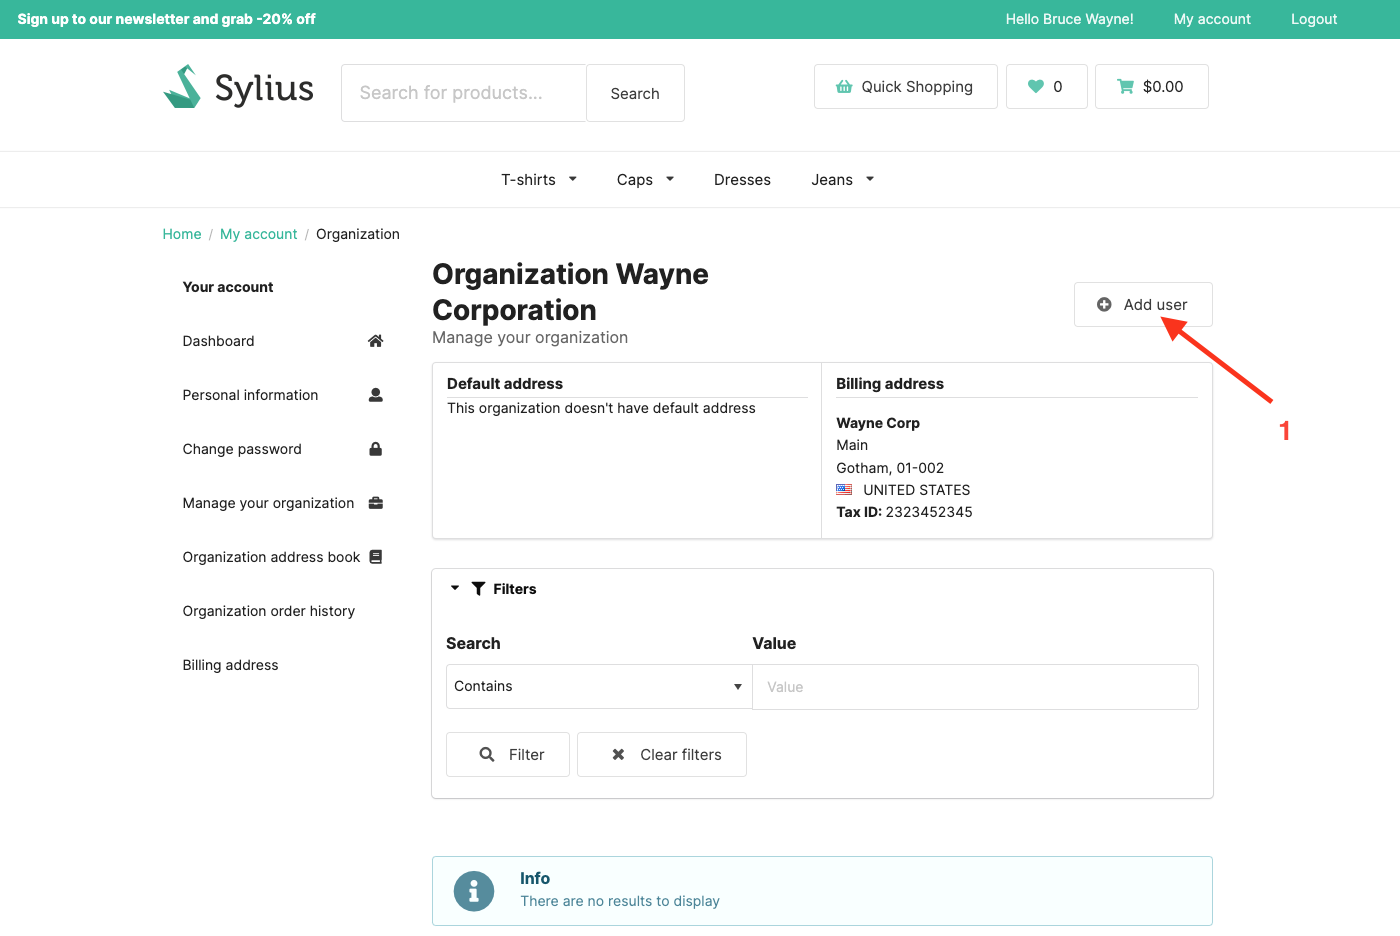 Sign up to our newsletter and grab -20% off
Hello Bruce Wayne!
My account
Logout
Sylius
Search for products...
Search
Quick Shopping
0
$0.00
T-shirts
Caps
Dresses
Jeans
Home / My account / Organization
Your account
Dashboard
Personal information
Change password
Manage your organization
Organization address book
Organization order history
Billing address
Organization Wayne
Corporation
Manage your organization
Add user
1
Default address
This organization doesn't have default address
Billing address
Wayne Corp
Main
Gotham, 01-002
UNITED STATES
Tax ID: 2323452345
Filters
Search
Value
Contains
Value
Filter
Clear filters
Info
There are no results to display